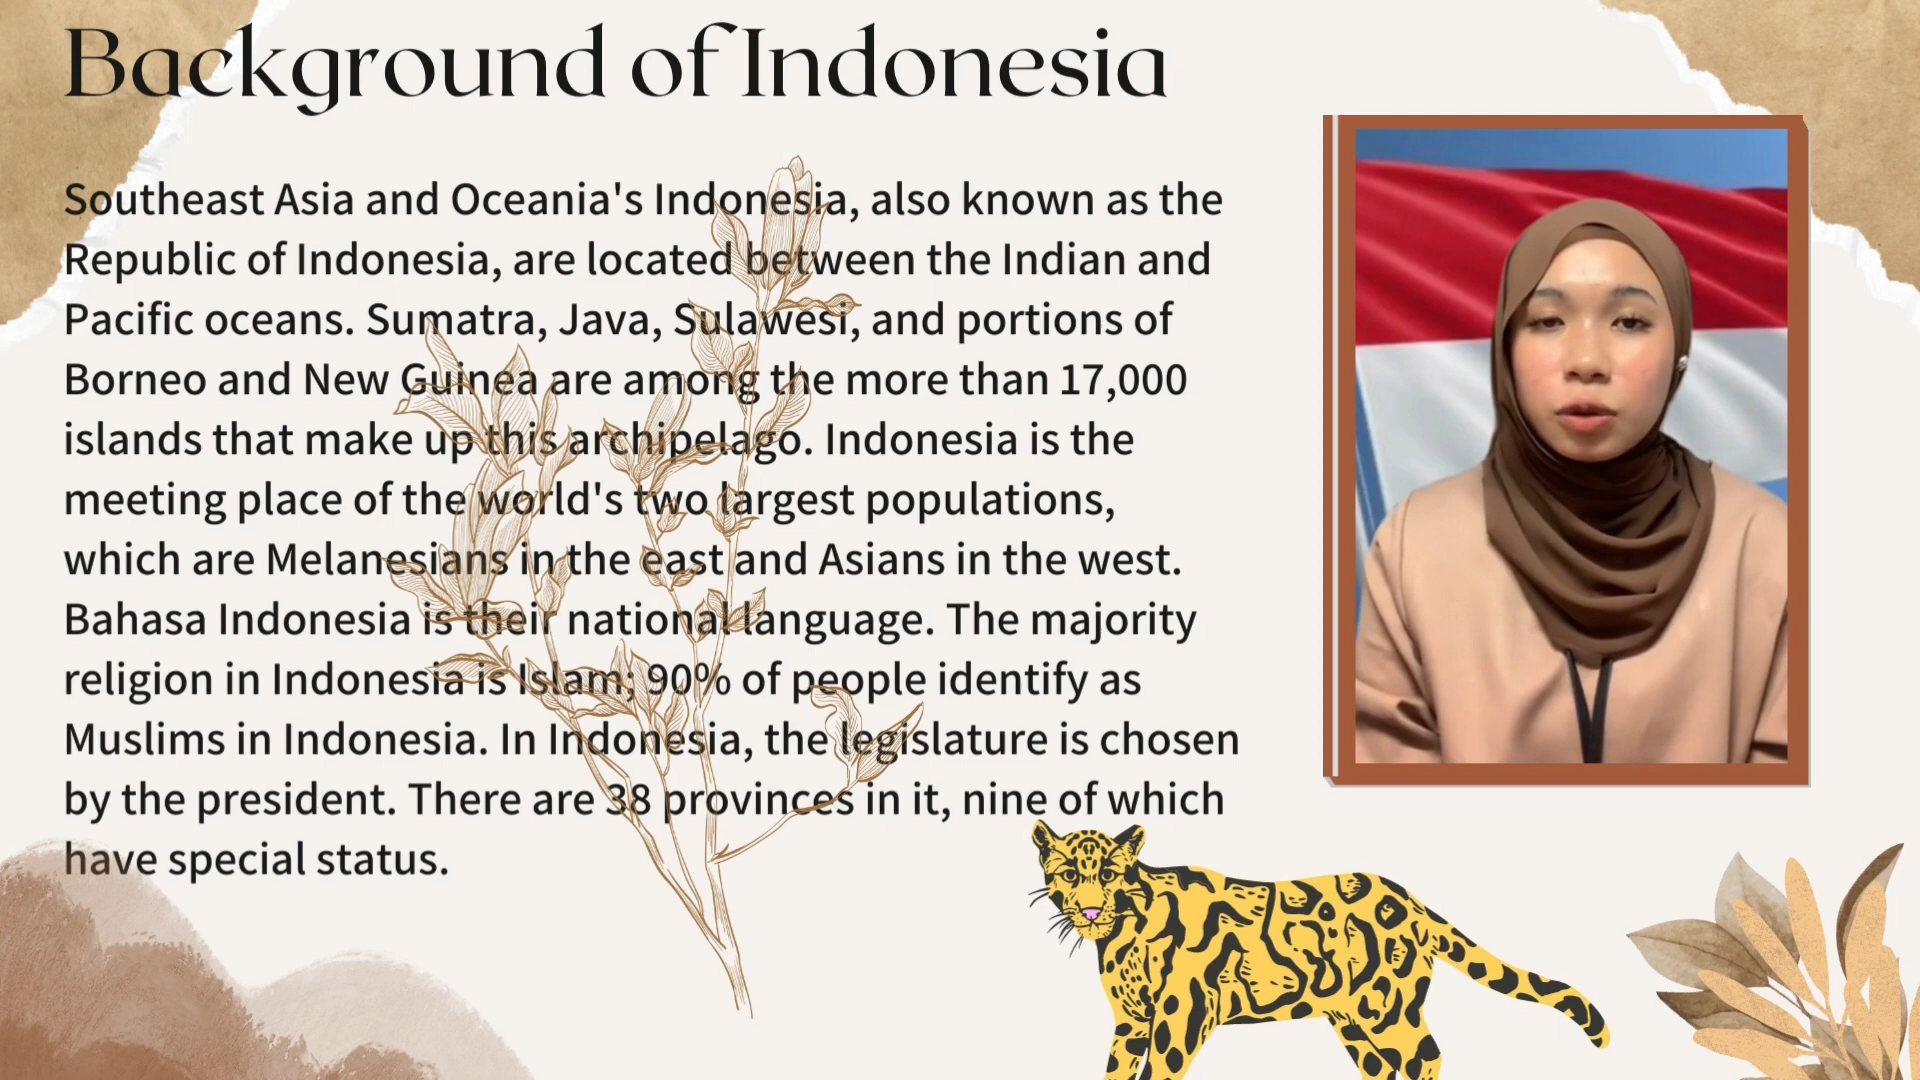 Background of Indonesia
Southeast Asia and Oceania's Indonesia, also known as the
Republic of Indonesia, are located between the Indian and
Pacific oceans. Sumatra, Java, Sulawesi, and portions of
Borneo and New Guinea are among the more than 17,000
islands that make up this archipelago. Indonesia is the
meeting place of the world's two largest populations,
which are Melanesians in the east and Asians in the west.
Bahasa Indonesia is their national language. The majority
religion in Indonesia is Islam; 90% of people identify as
Muslims in Indonesia. In Indonesia, the legislature is chosen
by the president. There are 38 provinces in it, nine of which
have special status.